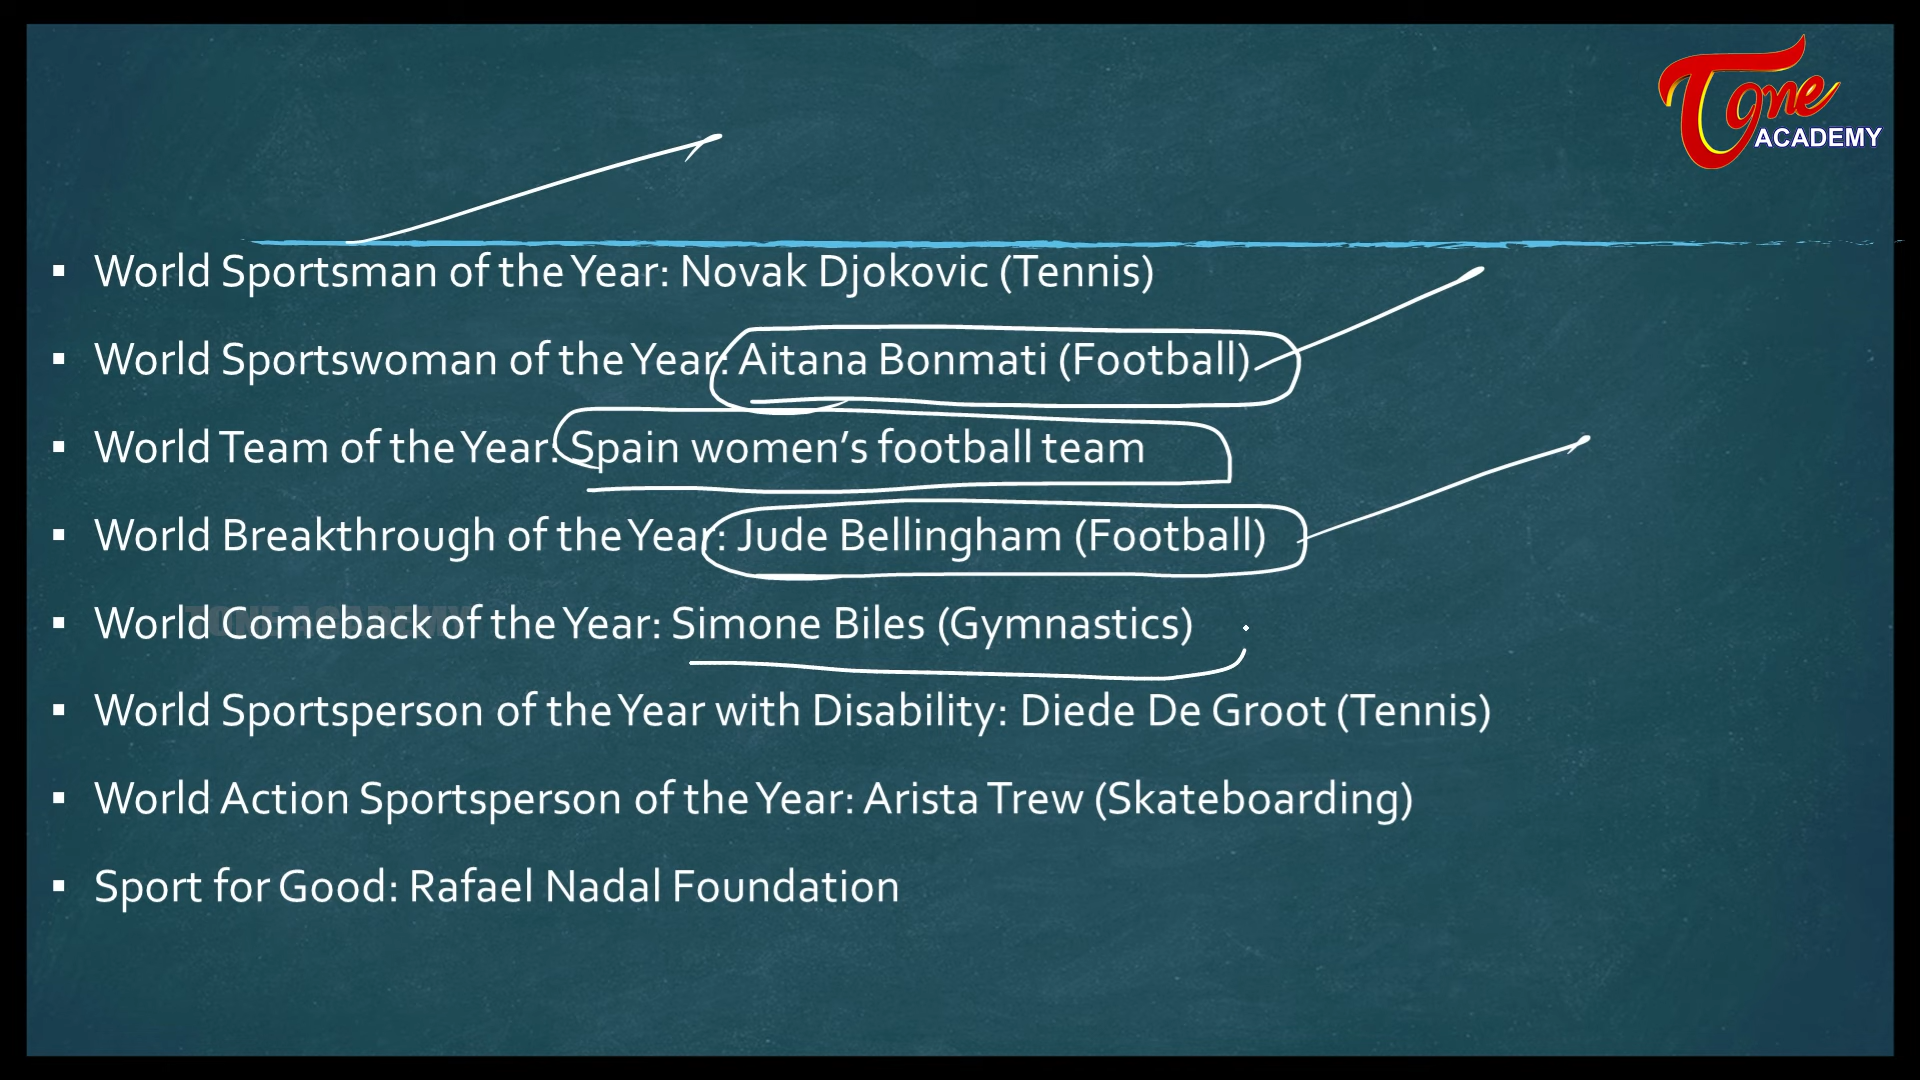 Tone
ACADEMY
▪ World Sportsman of the Year: Novak Djokovic (Tennis)
▪ World Sportswoman of the Year: Aitana Bonmati (Football)
▪ World Team of the Year: Spain women's football team
▪ World Breakthrough of the Year: Jude Bellingham (Football)
▪ World Comeback of the Year: Simone Biles (Gymnastics)
TONE ACADEMY
▪ World Sportsperson of the Year with Disability: Diede De Groot (Tennis)
▪ World Action Sportsperson of the Year: Arista Trew (Skateboarding)
▪ Sport for Good: Rafael Nadal Foundation